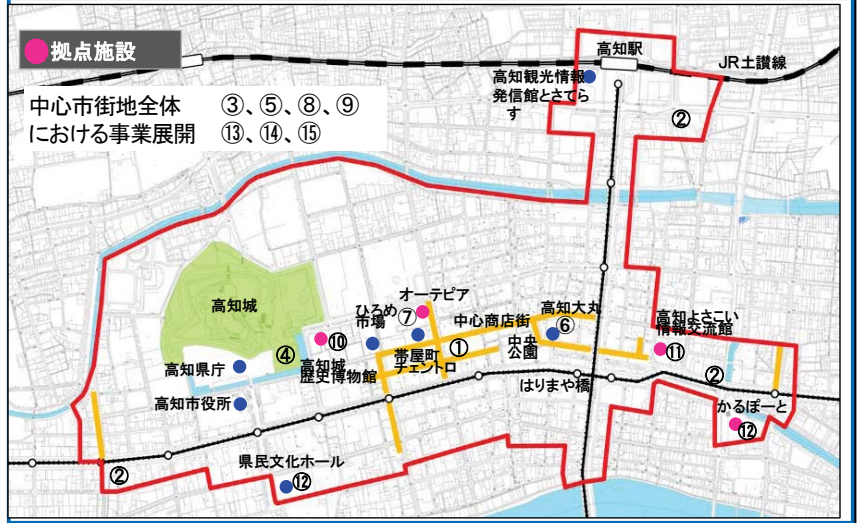 拠点施設
中心市街地全体 ③、⑤、⑧、⑨
における事業展開 ⑬、⑭、⑮
高知駅
JR土讃線
高知観光情報
発信館とさてら
す
②
高知城
オーテピア
ひろめ
市場
⑦
中心商店街
高知大丸
⑥
高知よさこい
情報交流館
⑩
①
中央
公園
⑪
④
高知城
歴史博物館
帯屋町
チェントロ
高知県庁
はりまや橋
②
高知市役所
かるぽーと
⑫
県民文化ホール
②
⑫